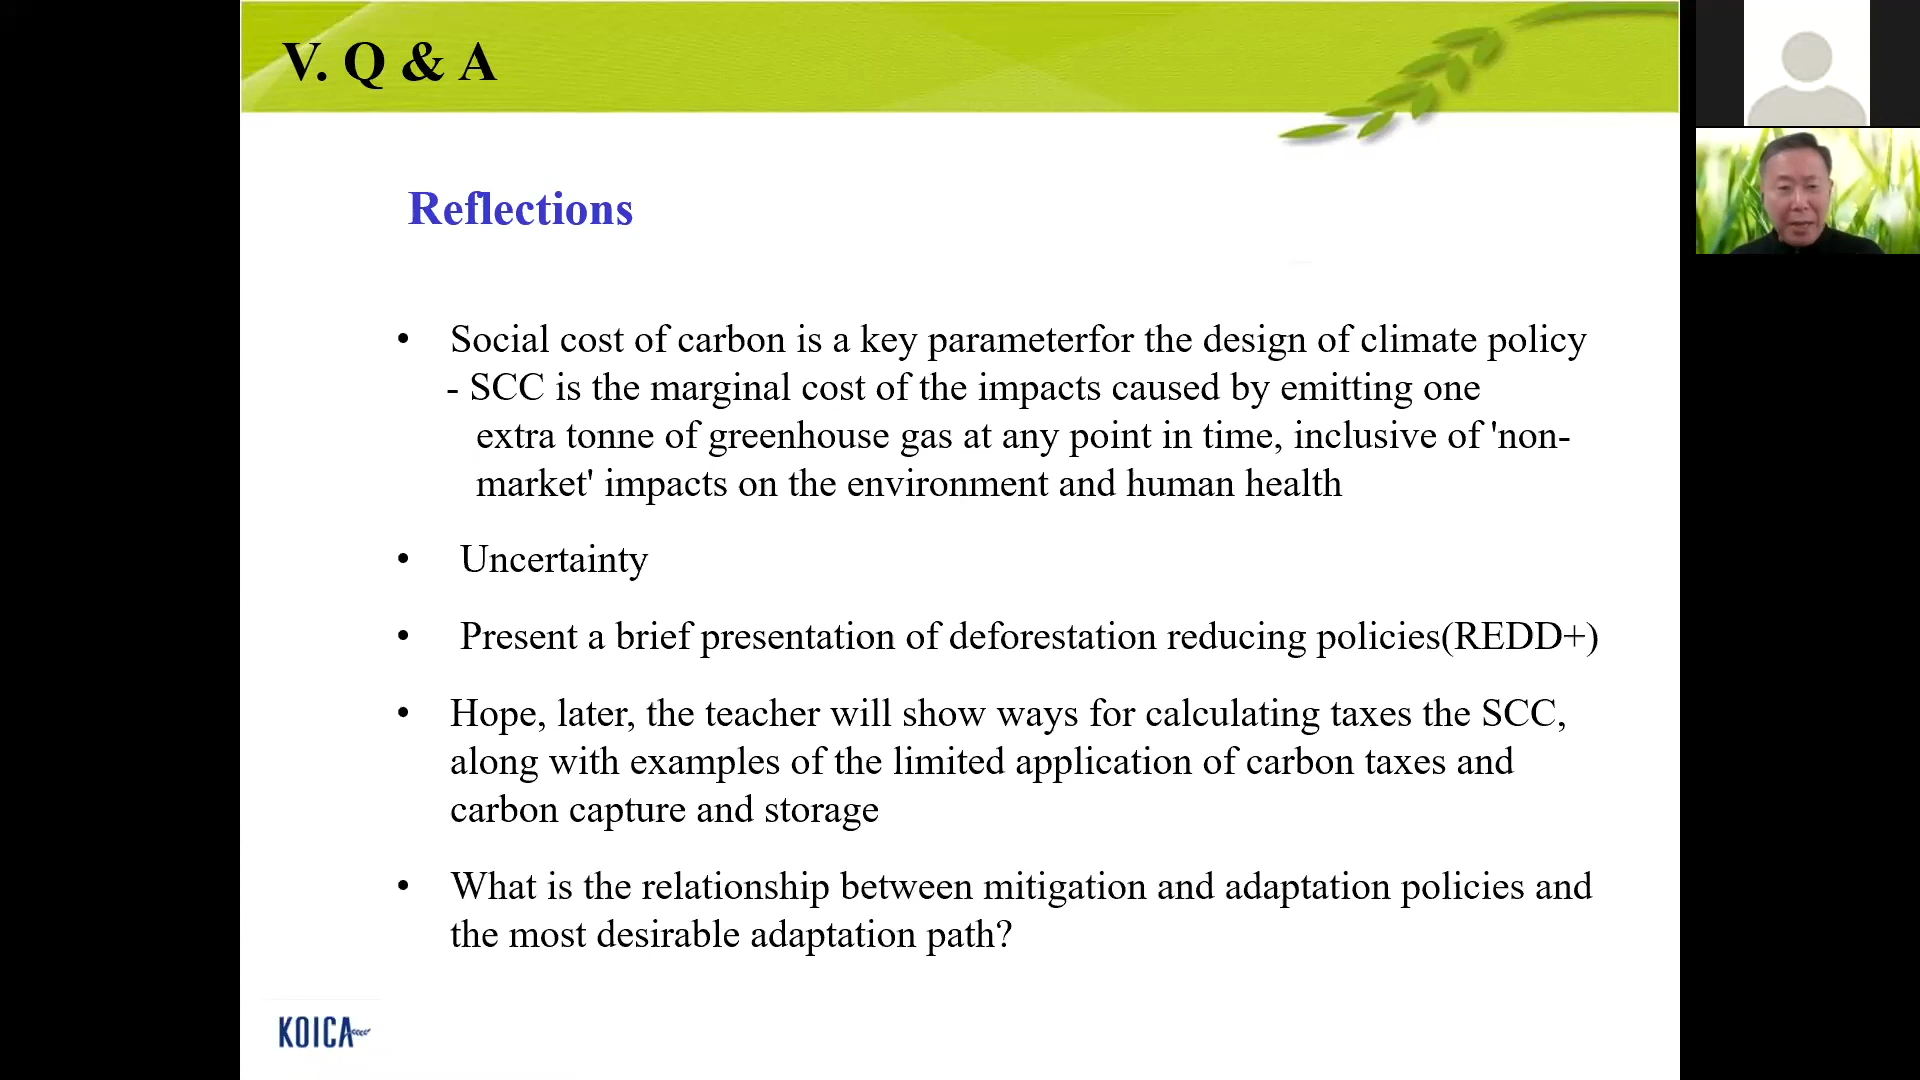 V. Q & A
Reflections
• Social cost of carbon is a key parameterfor the design of climate policy
- SCC is the marginal cost of the impacts caused by emitting one
extra tonne of greenhouse gas at any point in time, inclusive of 'non-
market' impacts on the environment and human health
• Uncertainty
• Present a brief presentation of deforestation reducing policies(REDD+)
• Hope, later, the teacher will show ways for calculating taxes the SCC,
along with examples of the limited application of carbon taxes and
carbon capture and storage
• What is the relationship between mitigation and adaptation policies and
the most desirable adaptation path?
KOICA